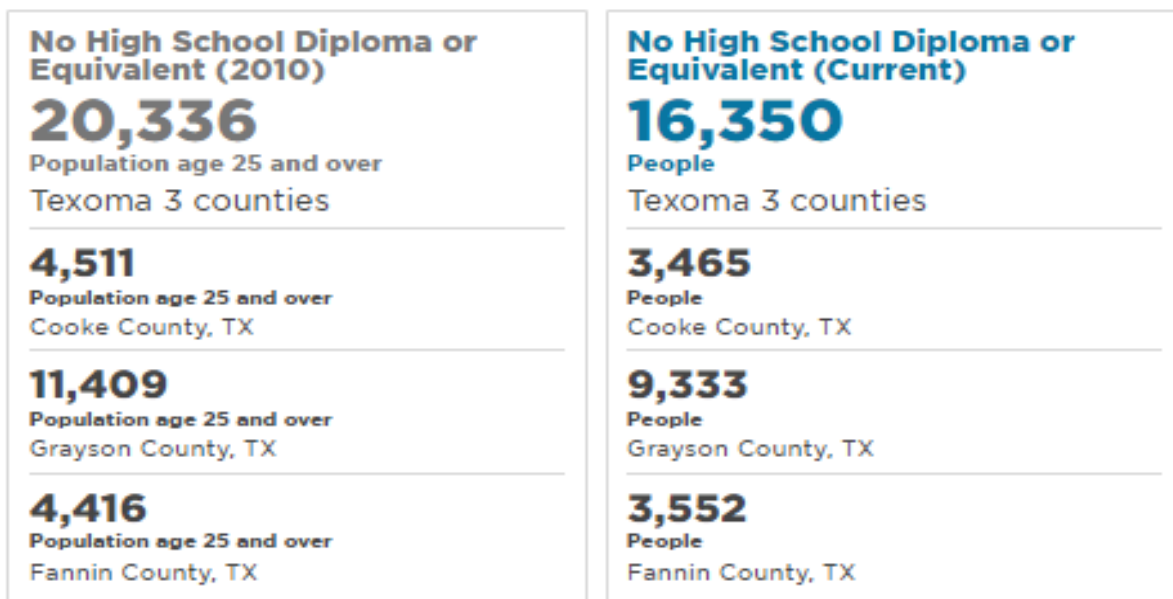 No High School Diploma or
Equivalent (2010)
20,336
Population age 25 and over
Texoma 3 counties
4,511
Population age 25 and over
Cooke County, TX
11,409
Population age 25 and over
Grayson County, TX
4,416
Population age 25 and over
Fannin County, TX
No High School Diploma or
Equivalent (Current)
16,350
People
Texoma 3 counties
3,465
People
Cooke County, TX
9,333
People
Grayson County, TX
3,552
People
Fannin County, TX